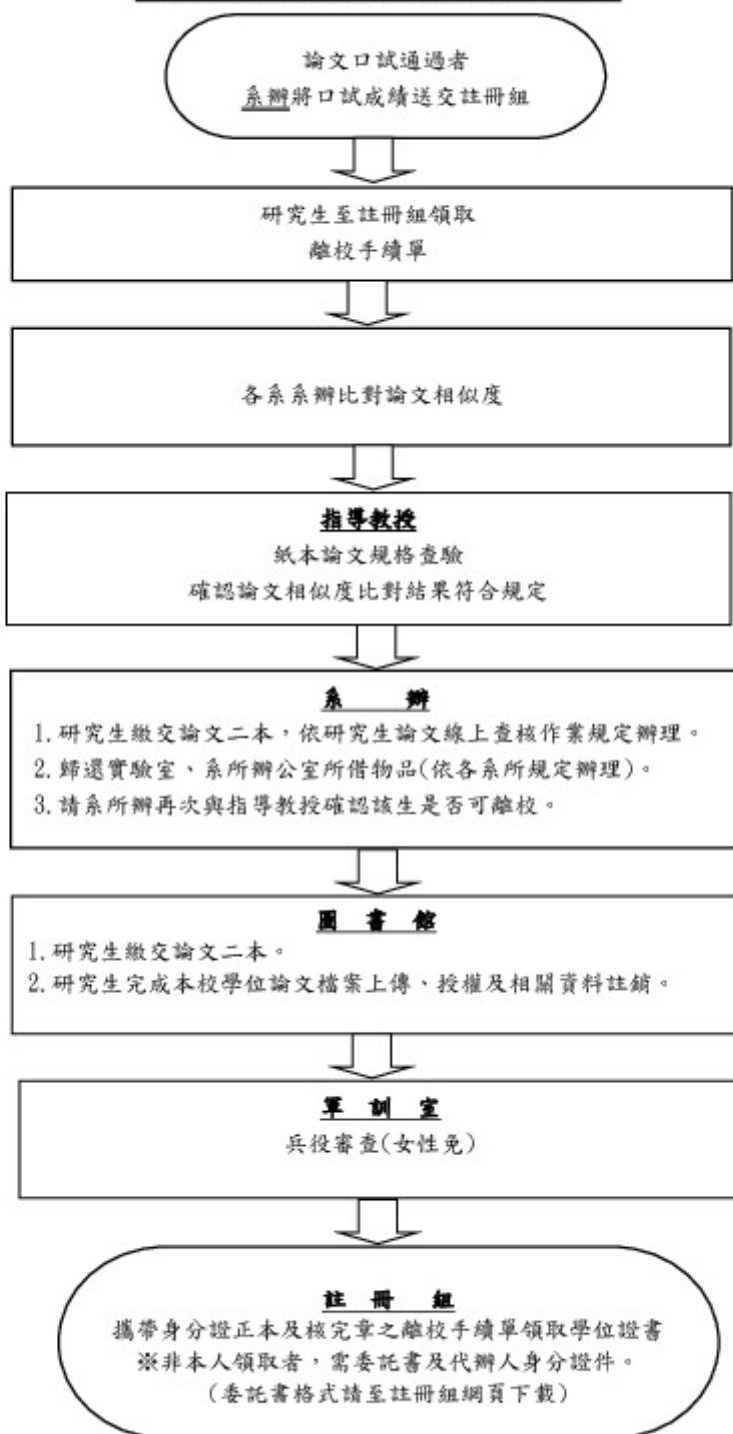 論文口試通過者
系辦將口試成績送交註冊組
研究生至註冊組領取
離校手續單
各系系辦比對論文相似度
指導教授
紙本論文規格查驗
確認論文相似度比對結果符合規定
系 辦
1.研究生繳交論文二本，依研究生論文線上查核作業規定辦理。
2.歸還實驗室、系所辦公室所借物品(依各系所規定辦理)。
3.請系所辦再次與指導教授確認該生是否可離校。
圖 書 館
1.研究生繳交論文二本。
2.研究生完成本校學位論文檔案上傳、授權及相關資料註銷。
軍 訓 室
兵役審查(女性免)
註 冊 組
攜帶身分證正本及核完章之離校手續單領取學位證書
※非本人領取者，需委託書及代辦人身分證件。
(委託書格式請至註冊組網頁下載)